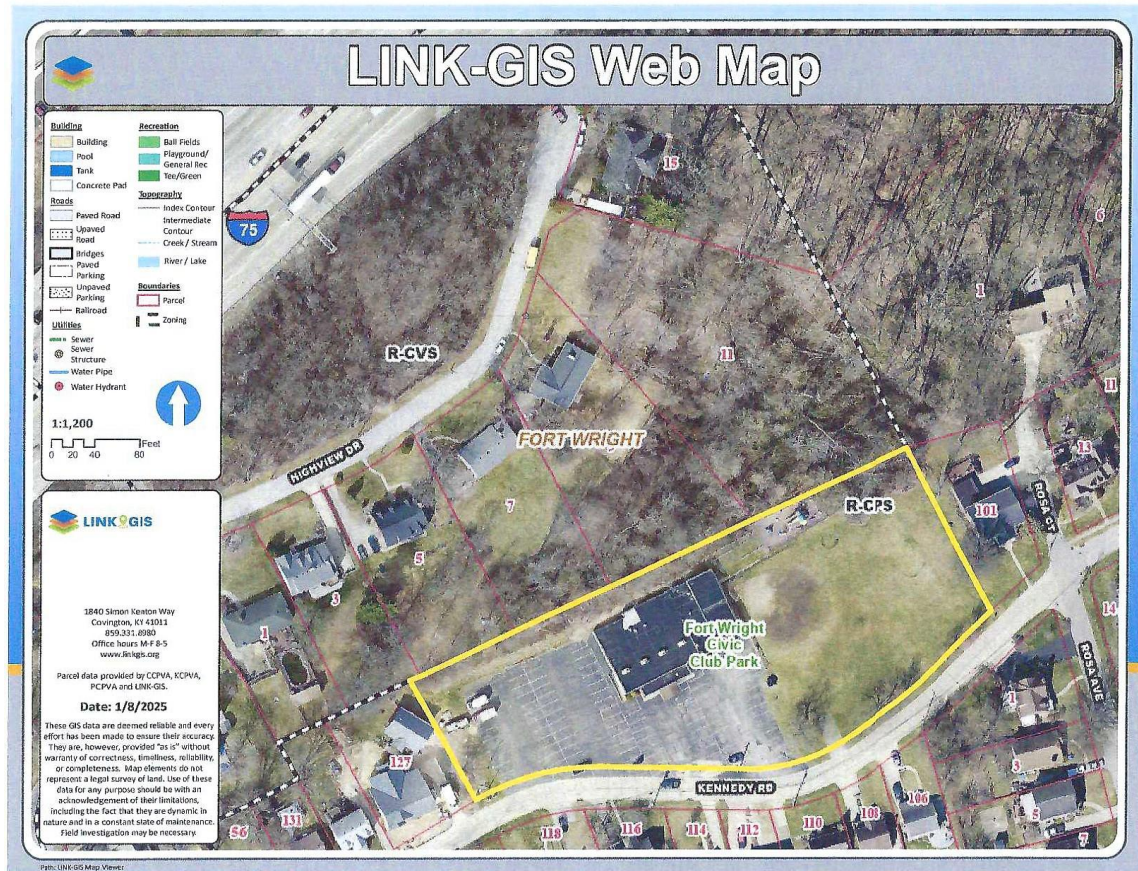 LINK-GIS Web Map
Building
Building
Pool
Tank
Concrete Pad
Roads
Paved Road
Upaved
Road
Bridges
Paved
Parking
Unpaved
Parking
Railroad
Utilities
Sewer
Sewer
Structure
Water Pipe
Water Hydrant
Recreation
Ball Fields
Playground/
General Rec
Tee/Green
Topography
Index Contour
Intermediate
Contour
Creek / Stream
River / Lake
Boundaries
Parcel
Zoning
1:1,200
Feet
0 20 40 80
LINK GIS
1840 Simon Kenton Way
Covington, KY 41011
859.331.8980
Office hours M-F 8-5
www.linkgis.org
Parcel data provided by CCPVA, KCPVA,
PCPVA and LINK-GIS.
Date: 1/8/2025
These GIS data are deemed reliable and every
effort has been made to ensure their accuracy.
They are, however, provided "as is" without
warranty of correctness, timeliness, reliability,
or completeness. Map elements do not
represent a legal survey of land. Use of these
data for any purpose should be with an
acknowledgement of their limitations,
including the fact that they are dynamic in
nature and in a constant state of maintenance.
Field investigation may be necessary.
75
15
6
11
1
R-CVS
11
11
FORT WRIGHT
HIGHVIEW DR
13
7
R-CPS
101
ROSA CT
5
3
1
14
Fort Wright
Civic
Club Park
ROSA AVE
1
127
3
KENNEDY RD
106
108
5
110
112
114
116
118
131
56
7
Path: LINK-GIS Map Viewer